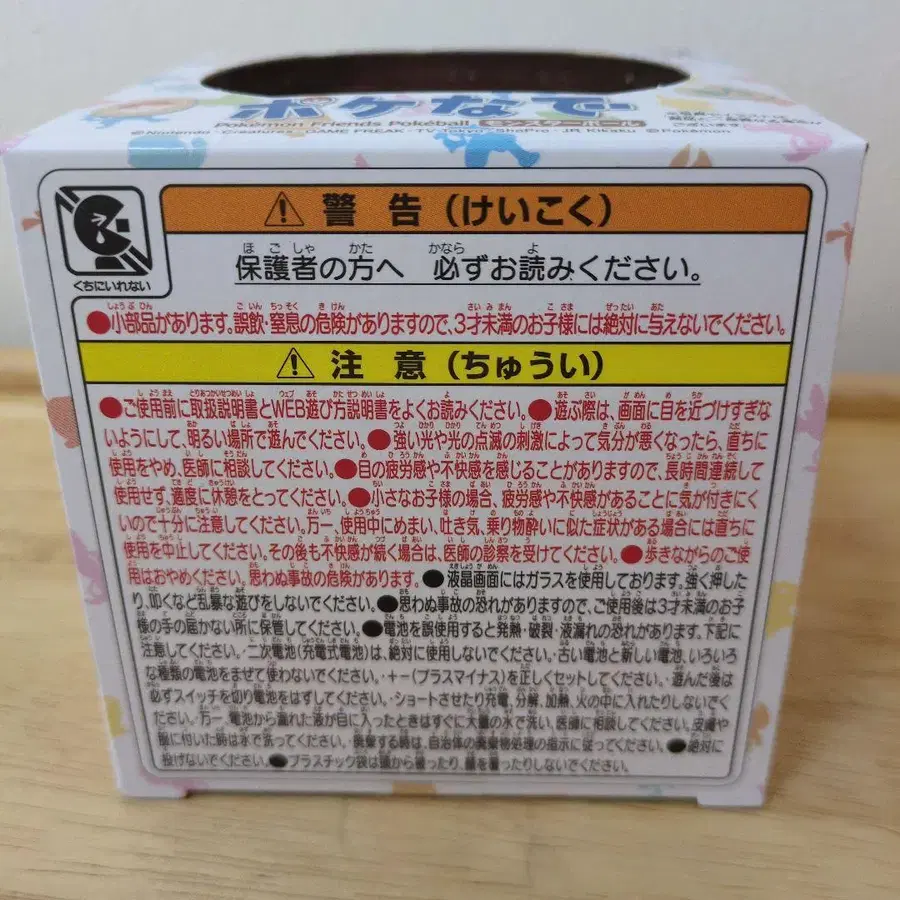 ポケなで
Pokémon Friends Pokéball モンスターボール
©Nintendo・Creatures・GAME FREAK・TV Tokyo・ShoPro・JR Kikaku ©Pokémon
くちにいれない
⚠ 警告（けいこく）
保護者の方へ 必ずお読みください。
●小部品があります。誤飲・窒息の危険がありますので、3才未満のお子様には絶対に与えないでください。
⚠ 注意（ちゅうい）
●ご使用前に取扱説明書とWEB遊び方説明書をよくお読みください。●遊ぶ際は、画面に目を近づけすぎな
いようにして、明るい場所で遊んでください。●強い光や光の点滅の刺激によって気分が悪くなったら、直ちに
使用をやめ、医師に相談してください。●目の疲労感や不快感を感じることがありますので、長時間連続して
使用せず、適度に休憩をとってください。●小さなお子様の場合、疲労感や不快感があることに気が付きにく
いので十分に注意してください。万一、使用中にめまい、吐き気、乗り物酔いに似た症状がある場合には直ちに
使用を中止してください。その後も不快感が続く場合は、医師の診察を受けてください。●歩きながらのご使
用はおやめください。思わぬ事故の危険があります。●液晶画面にはガラスを使用しております。強く押した
り、叩くなど乱暴な遊びをしないでください。●思わぬ事故の恐れがありますので、ご使用後は3才未満のお子
様の手の届かない所に保管してください。●電池を誤使用すると発熱・破裂・液漏れの恐れがあります。下記に
注意してください。・二次電池（充電式電池）は、絶対に使用しないでください。・古い電池と新しい電池、いろいろ
な種類の電池をまぜて使わないでください。・＋－（プラスマイナス）を正しくセットしてください。・遊んだ後は
必ずスイッチを切り電池をはずしてください。・ショートさせたり充電、分解、加熱、火の中に入れたりしないでく
ださい。・万一、電池から漏れた液が目に入ったときはすぐに大量の水で洗い、医師に相談してください。皮膚や
服に付いた時は水で洗ってください。・廃棄する時は、自治体の廃棄物処理の指示に従ってください。●絶対に
投げないでください。●プラスチック袋は頭から被ったり、顔を覆ったりしないでください。